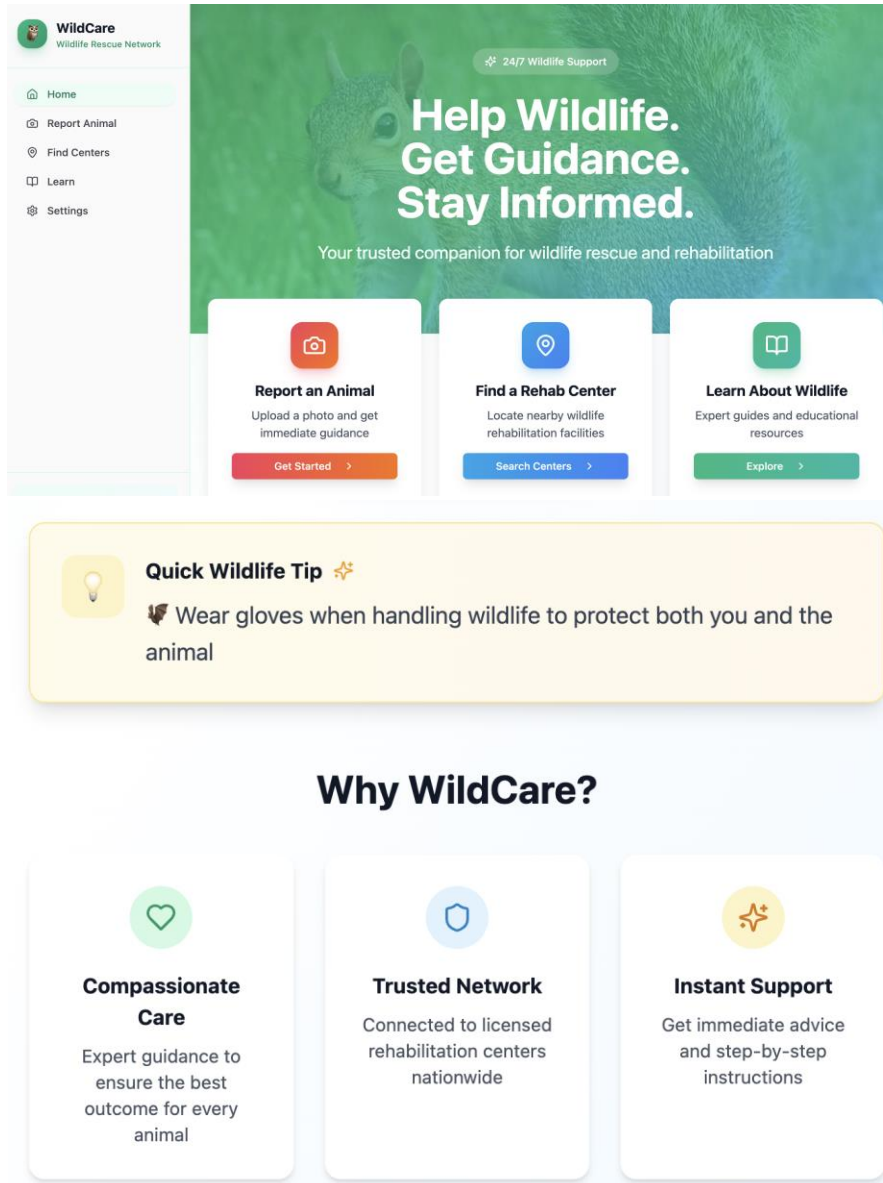 WildCare
Wildlife Rescue Network
Home
Report Animal
Find Centers
Learn
Settings
24/7 Wildlife Support
Help Wildlife.
Get Guidance.
Stay Informed.
Your trusted companion for wildlife rescue and rehabilitation
Report an Animal
Upload a photo and get
immediate guidance
Get Started >
Find a Rehab Center
Locate nearby wildlife
rehabilitation facilities
Search Centers >
Learn About Wildlife
Expert guides and educational
resources
Explore >
Quick Wildlife Tip
Wear gloves when handling wildlife to protect both you and the
animal
Why WildCare?
Compassionate
Care
Expert guidance to
ensure the best
outcome for every
animal
Trusted Network
Connected to licensed
rehabilitation centers
nationwide
Instant Support
Get immediate advice
and step-by-step
instructions